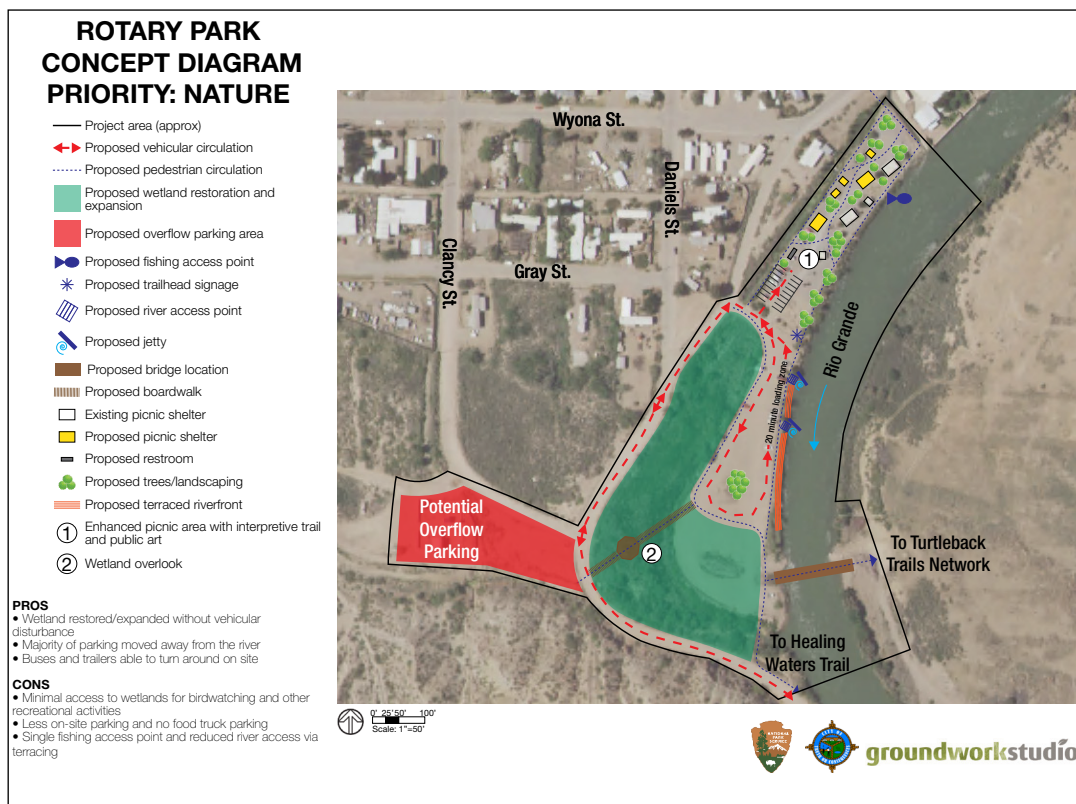 ROTARY PARK
CONCEPT DIAGRAM
PRIORITY: NATURE
Project area (approx)
Proposed vehicular circulation
Proposed pedestrian circulation
Proposed wetland restoration and
expansion
Proposed overflow parking area
Proposed fishing access point
Proposed trailhead signage
Proposed river access point
Proposed jetty
Proposed bridge location
Proposed boardwalk
Existing picnic shelter
Proposed picnic shelter
Proposed restroom
Proposed trees/landscaping
Proposed terraced riverfront
1 Enhanced picnic area with interpretive trail
and public art
2 Wetland overlook
PROS
• Wetland restored/expanded without vehicular
disturbance
• Majority of parking moved away from the river
• Buses and trailers able to turn around on site
CONS
• Minimal access to wetlands for birdwatching and other
recreational activities
• Less on-site parking and no food truck parking
• Single fishing access point and reduced river access via
terracing
Wyona St.
Daniels St.
Clancy St.
Gray St.
1
Rio Grande
20 minute loading zone
Potential
Overflow
Parking
2
To Turtleback
Trails Network
To Healing
Waters Trail
0' 25' 50' 100'
Scale: 1"=50'
NATIONAL
PARK
SERVICE
groundworkstudio